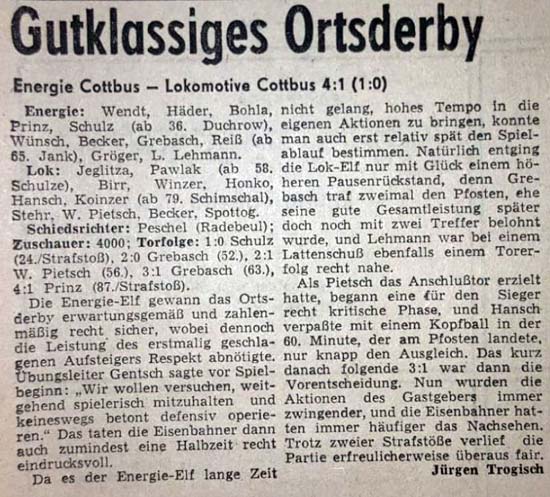 Gutklassiges Ortsderby
Energie Cottbus – Lokomotive Cottbus 4:1 (1:0)
Energie: Wendt, Häder, Bohla,
Prinz, Schulz (ab 36. Duchrow),
Wünsch, Becker, Grebasch, Reiß (ab
65. Jank), Gröger, L. Lehmann.
Lok: Jeglitza, Pawlak (ab 58.
Schulze), Birr, Winzer, Honko,
Hansch, Koinzer (ab 79. Schimschal),
Stehr, W. Pietsch, Becker, Spottog.
Schiedsrichter: Peschel (Radebeul);
Zuschauer: 4000; Torfolge: 1:0 Schulz
(24./Strafstoß), 2:0 Grebasch (52.), 2:1
W. Pietsch (56.), 3:1 Grebasch (63.),
4:1 Prinz (87./Strafstoß).
Die Energie-Elf gewann das Orts-
derby erwartungsgemäß und zahlen-
mäßig recht sicher, wobei dennoch
die Leistung des erstmalig geschla-
genen Aufsteigers Respekt abnötigte.
Übungsleiter Gentsch sagte vor Spiel-
beginn: „Wir wollen versuchen, weit-
gehend spielerisch mitzuhalten und
keineswegs betont defensiv operie-
ren." Das taten die Eisenbahner dann
auch zumindest eine Halbzeit recht
eindrucksvoll.
Da es der Energie-Elf lange Zeit
nicht gelang, hohes Tempo in die
eigenen Aktionen zu bringen, konnte
man auch erst relativ spät den Spiel-
ablauf bestimmen. Natürlich entging
die Lok-Elf nur mit Glück einem hö-
heren Pausenrückstand, denn Gre-
basch traf zweimal den Pfosten, ehe
seine gute Gesamtleistung später
doch noch mit zwei Treffer belohnt
wurde, und Lehmann war bei einem
Lattenschuß ebenfalls einem Torer-
folg recht nahe.
Als Pietsch das Anschlußtor erzielt
hatte, begann eine für den Sieger
recht kritische Phase, und Hansch
verpaßte mit einem Kopfball in der
60. Minute, der am Pfosten landete,
nur knapp den Ausgleich. Das kurz
danach folgende 3:1 war dann die
Vorentscheidung. Nun wurden die
Aktionen des Gastgebers immer
zwingender, und die Eisenbahner hat-
ten immer häufiger das Nachsehen.
Trotz zweier Strafstöße verlief die
Partie erfreulicherweise überaus fair.
Jürgen Trogisch